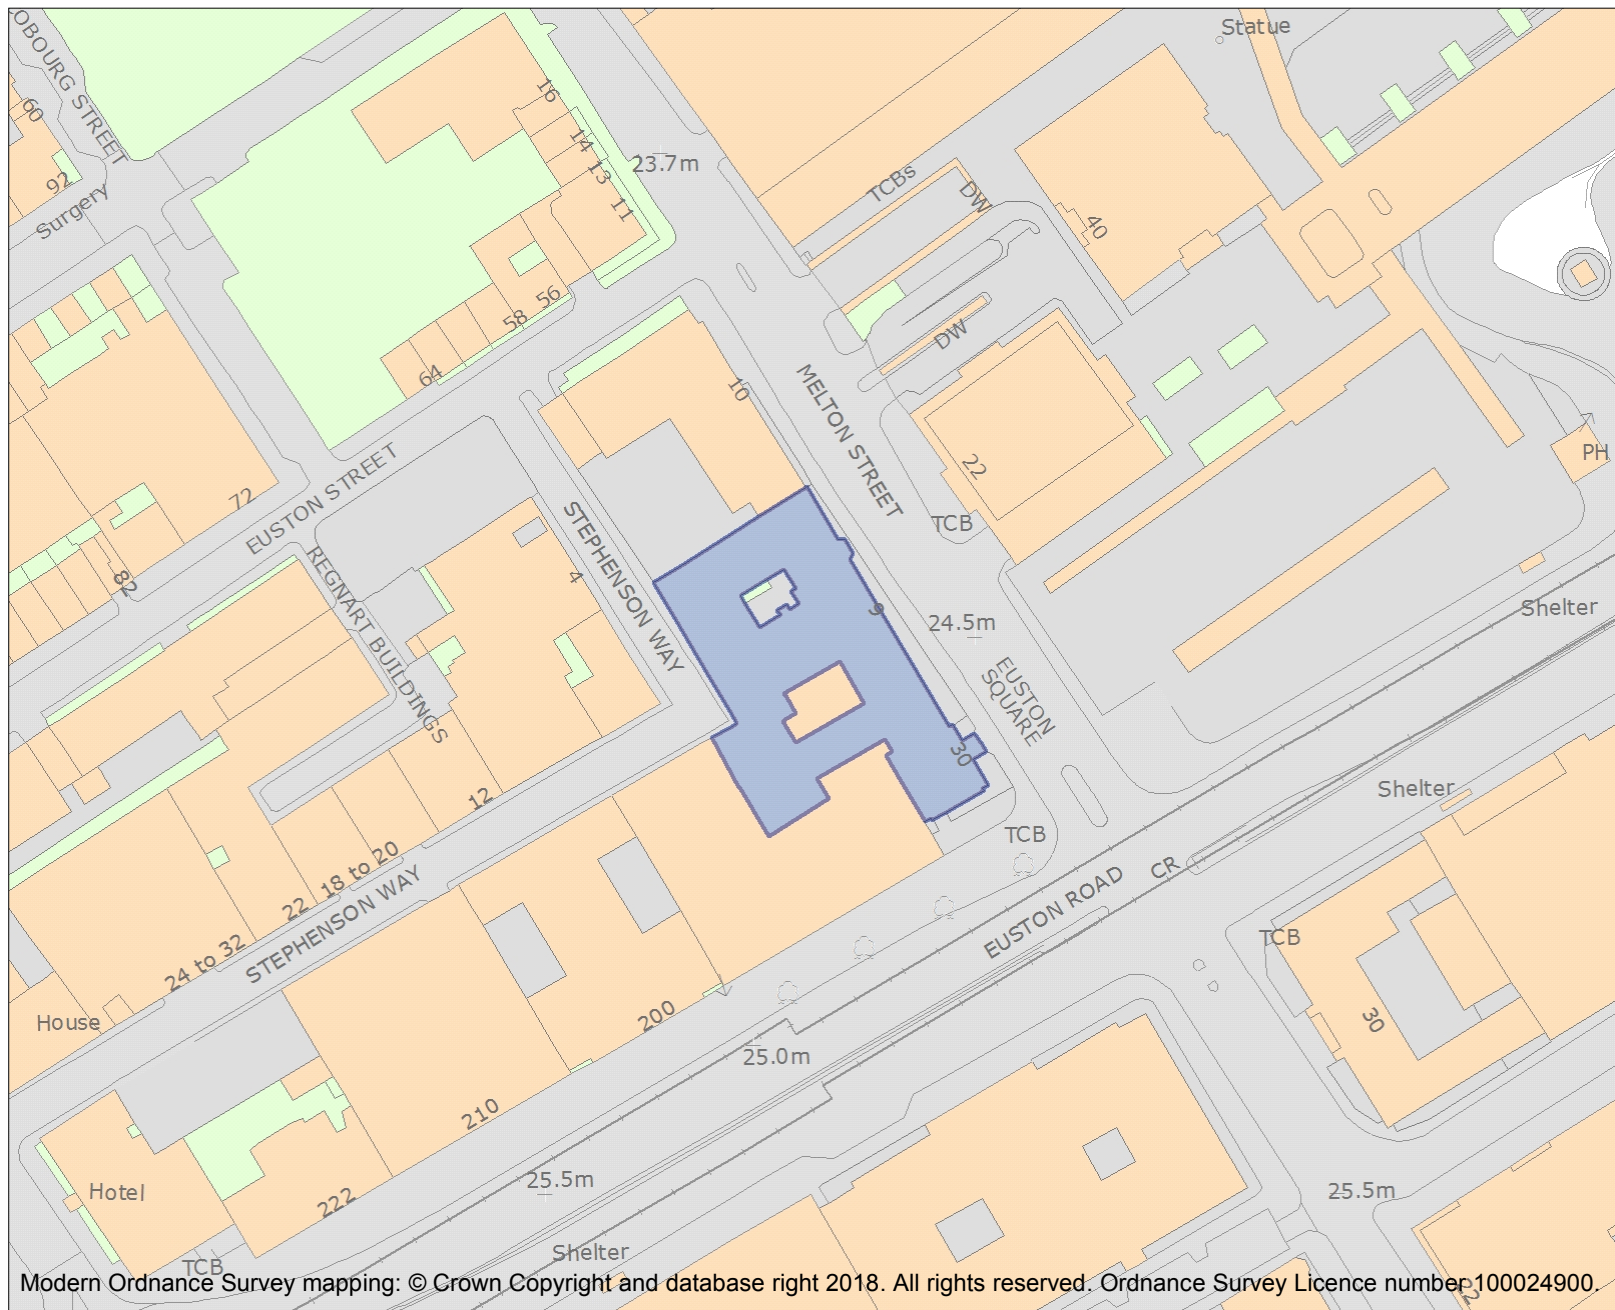 OBOURG STREET
Statue
60
16
14
13
11
23.7m
92
Surgery
TCBs
DW
40
56
58
64
DW
10
MELTON STREET
22
PH
72
EUSTON STREET
TCB
STEPHENSON WAY
4
82
REGNART BUILDINGS
9
24.5m
Shelter
EUSTON
SQUARE
30
Shelter
12
TCB
18 to 20
22
STEPHENSON WAY
EUSTON ROAD
CR
24 to 32
TCB
House
200
30
25.0m
210
25.5m
Hotel
222
25.5m
Shelter
TCB
Modern Ordnance Survey mapping: © Crown Copyright and database right 2018. All rights reserved. Ordnance Survey Licence number 100024900.